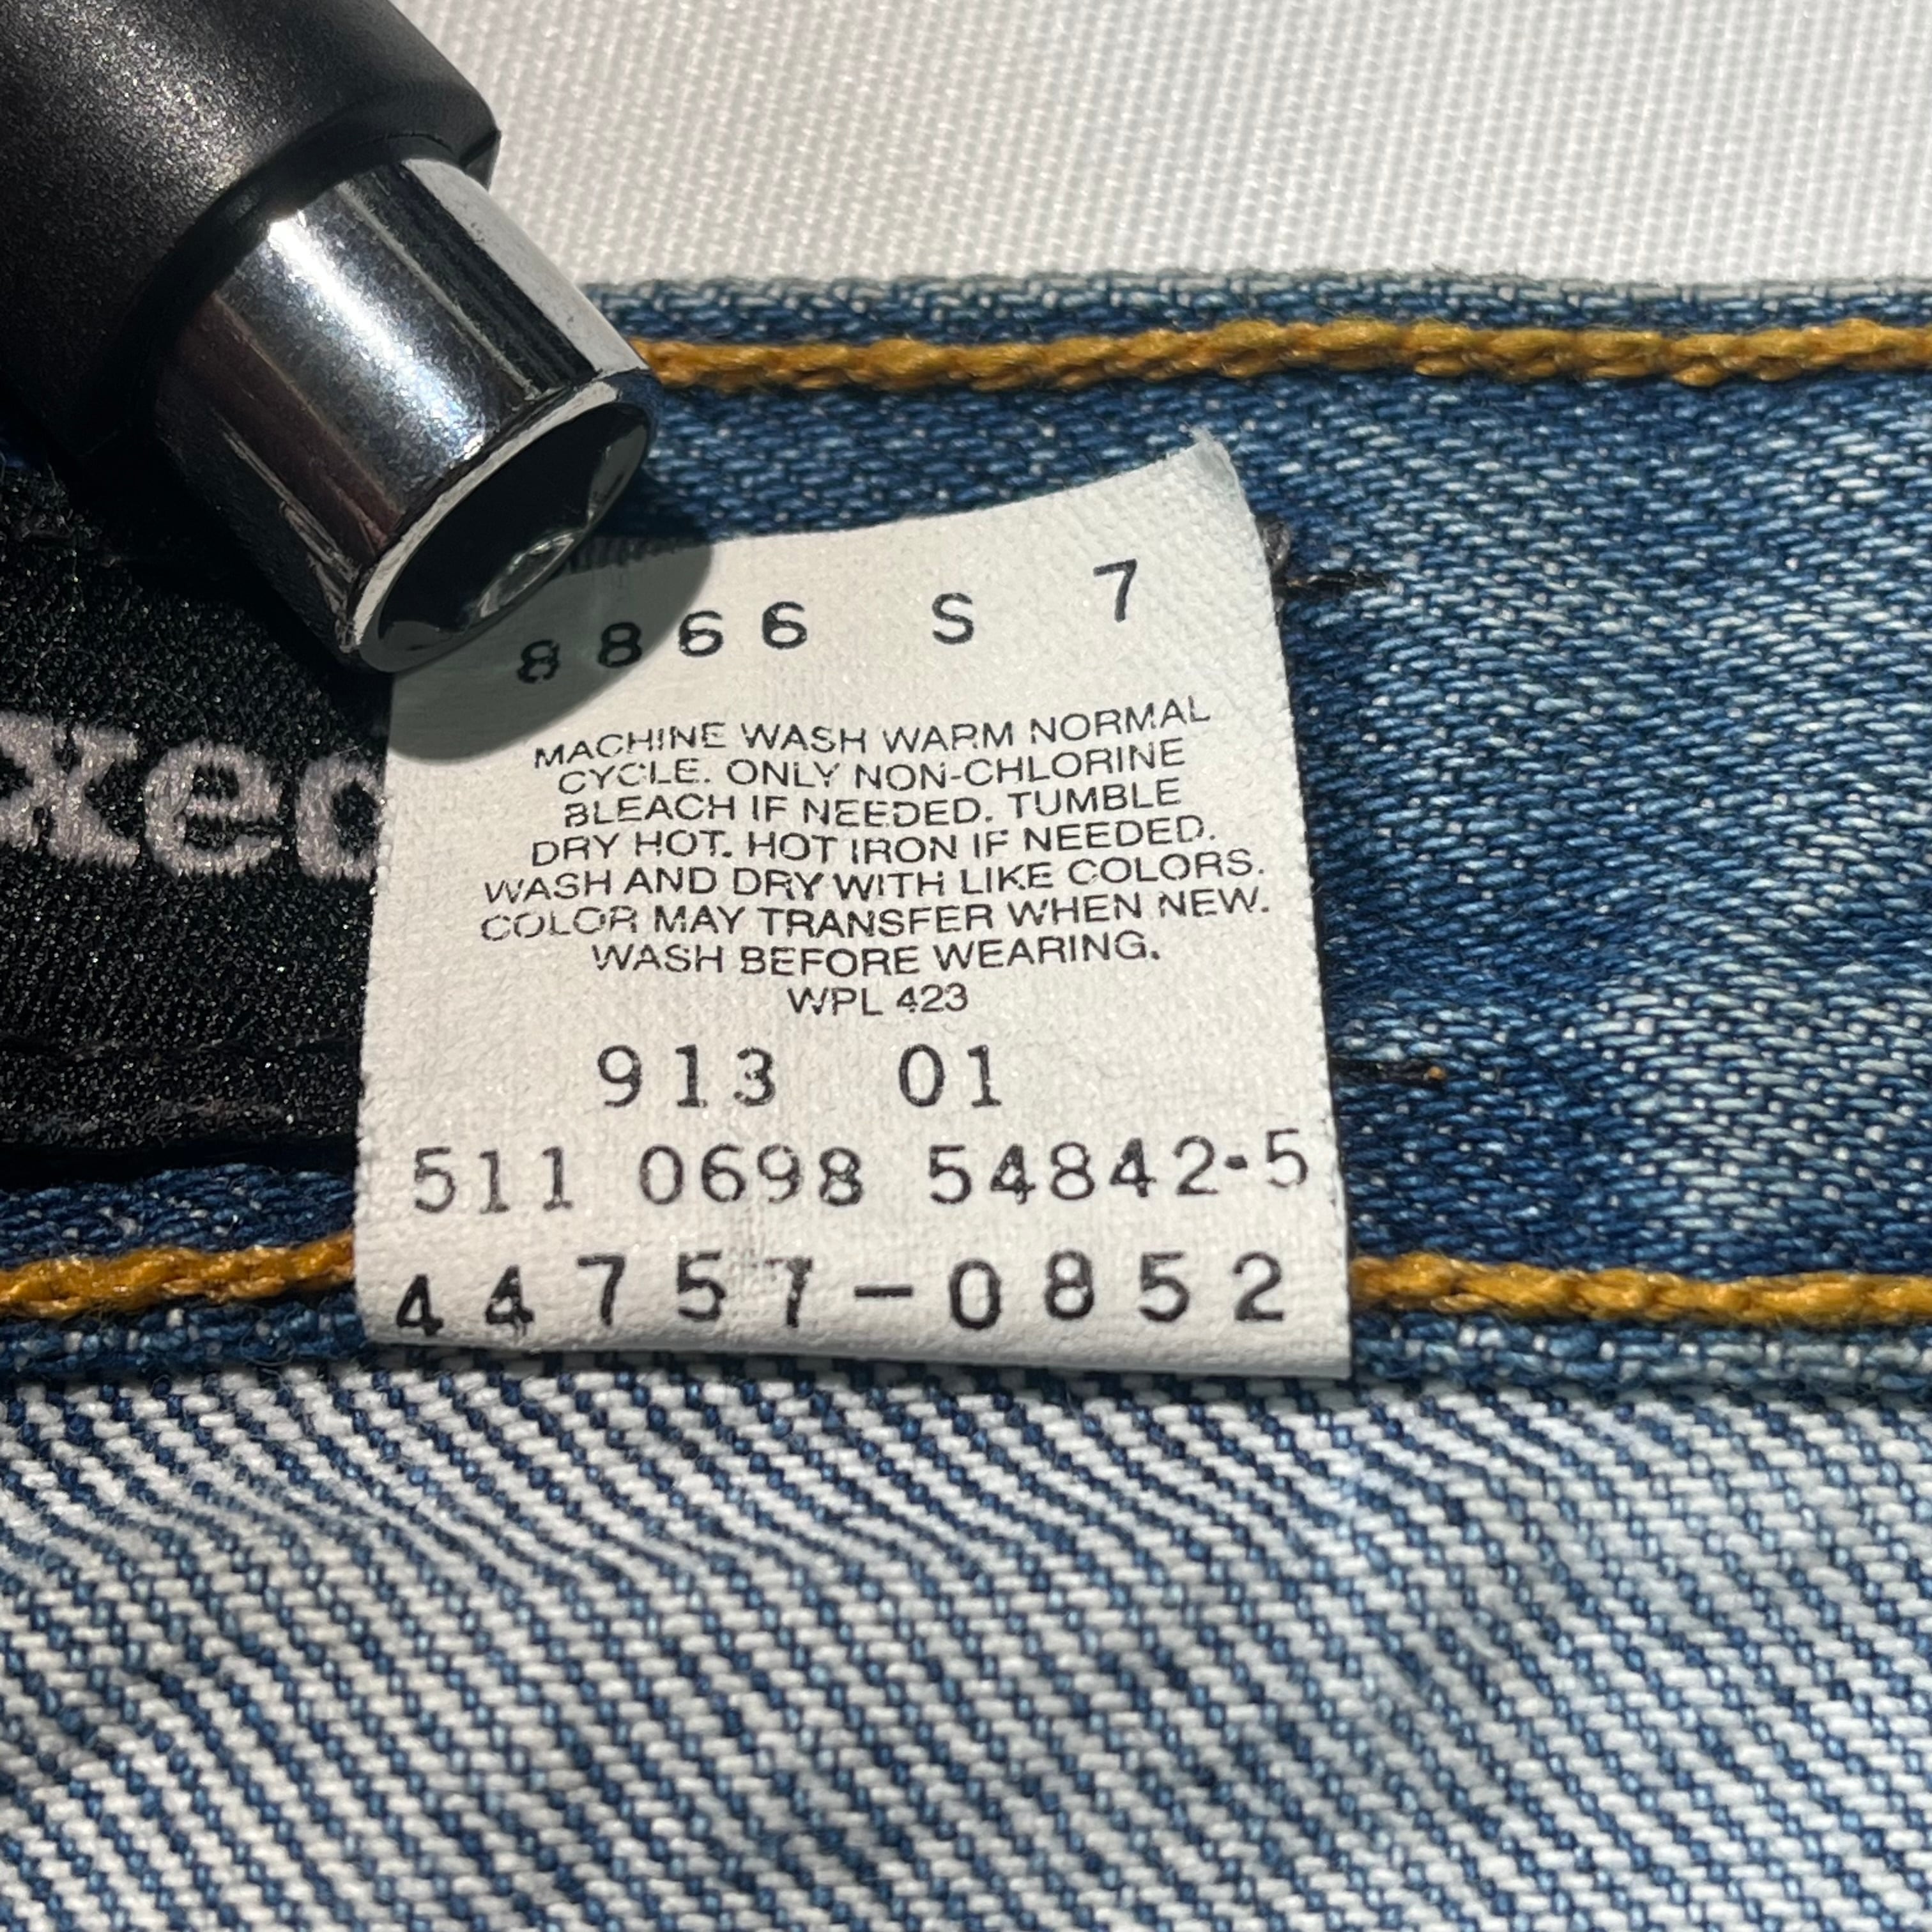 8866 S 7
MACHINE WASH WARM NORMAL
CYCLE. ONLY NON-CHLORINE
BLEACH IF NEEDED. TUMBLE
DRY HOT. HOT IRON IF NEEDED.
WASH AND DRY WITH LIKE COLORS.
COLOR MAY TRANSFER WHEN NEW.
WASH BEFORE WEARING.
WPL 423
913 01
511 0698 54842-5
44757-0852